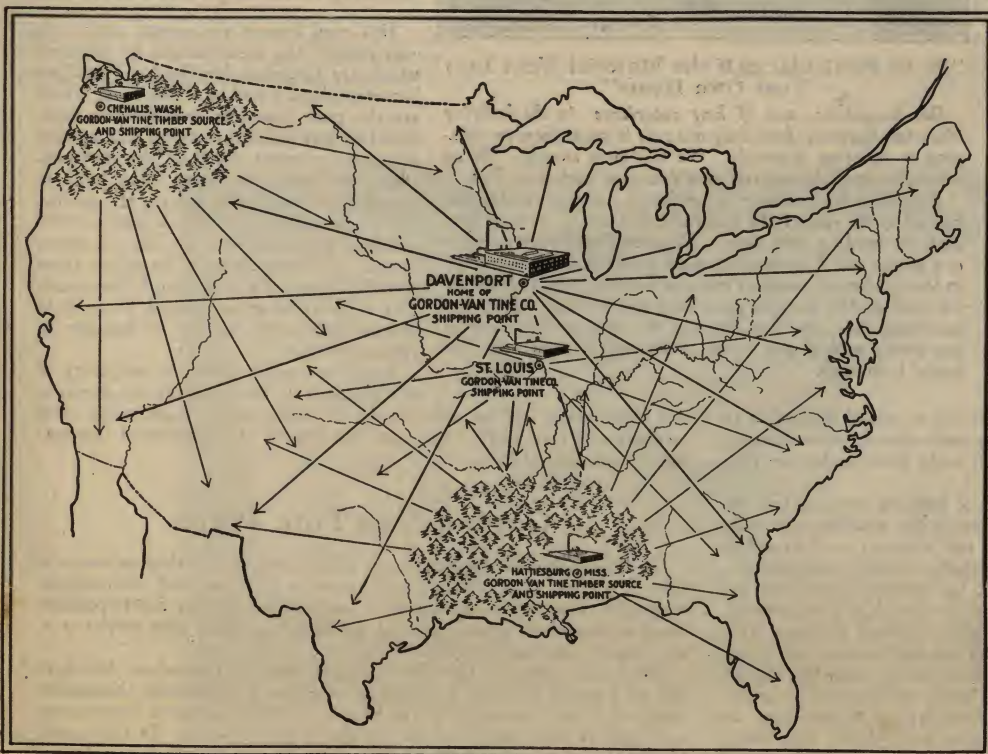 CHEHALIS, WASH.
GORDON-VAN TINE TIMBER SOURCE
AND SHIPPING POINT
DAVENPORT
HOME OF
GORDON-VAN TINE CO.
SHIPPING POINT
ST. LOUIS
GORDON-VAN TINE CO.
SHIPPING POINT
HATTIESBURG MISS.
GORDON-VAN TINE TIMBER SOURCE
AND SHIPPING POINT